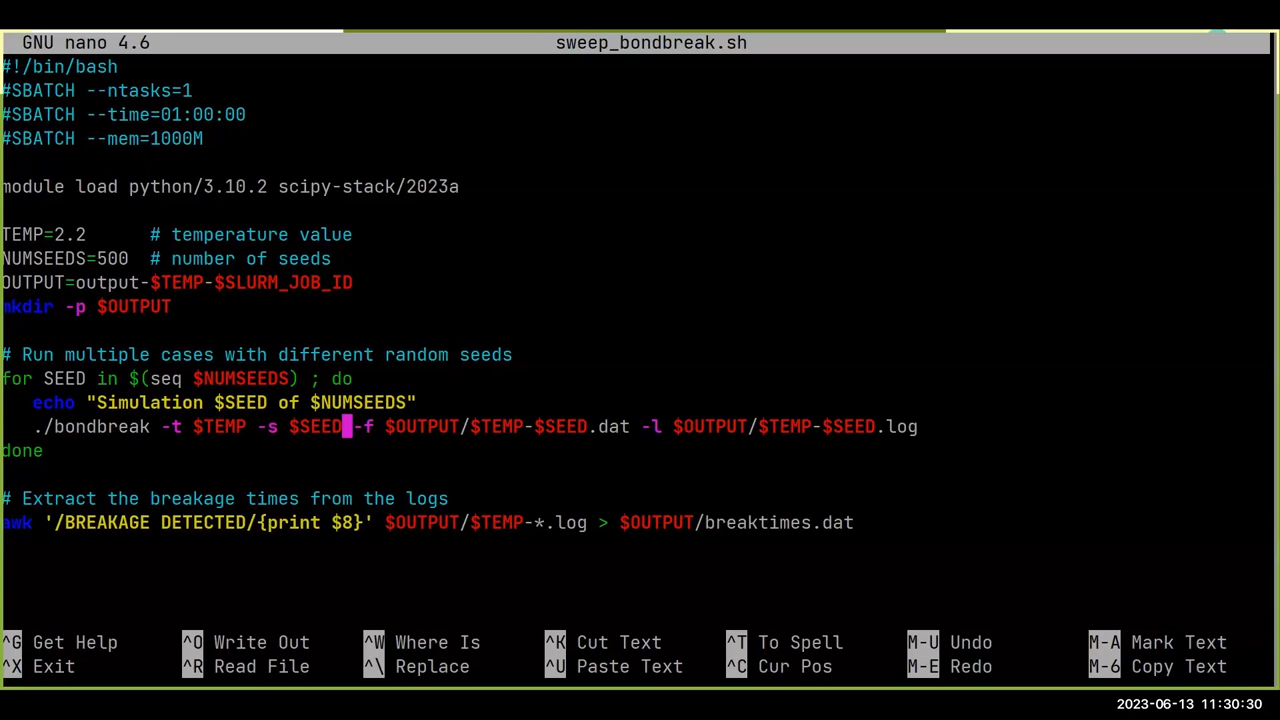 GNU nano 4.6 sweep_bondbreak.sh
#!/bin/bash
#SBATCH --ntasks=1
#SBATCH --time=01:00:00
#SBATCH --mem=1000M
module load python/3.10.2 scipy-stack/2023a
TEMP=2.2      # temperature value
NUMSEEDS=500  # number of seeds
OUTPUT=output-$TEMP-$SLURM_JOB_ID
mkdir -p $OUTPUT
# Run multiple cases with different random seeds
for SEED in $(seq $NUMSEEDS) ; do
   echo "Simulation $SEED of $NUMSEEDS"
   ./bondbreak -t $TEMP -s $SEED -f $OUTPUT/$TEMP-$SEED.dat -l $OUTPUT/$TEMP-$SEED.log
done
# Extract the breakage times from the logs
awk '/BREAKAGE DETECTED/{print $8}' $OUTPUT/$TEMP-*.log > $OUTPUT/breaktimes.dat
^G Get Help ^O Write Out ^W Where Is ^K Cut Text ^T To Spell M-U Undo M-A Mark Text
^X Exit ^R Read File ^\ Replace ^U Paste Text ^C Cur Pos M-E Redo M-6 Copy Text
2023-06-13 11:30:30